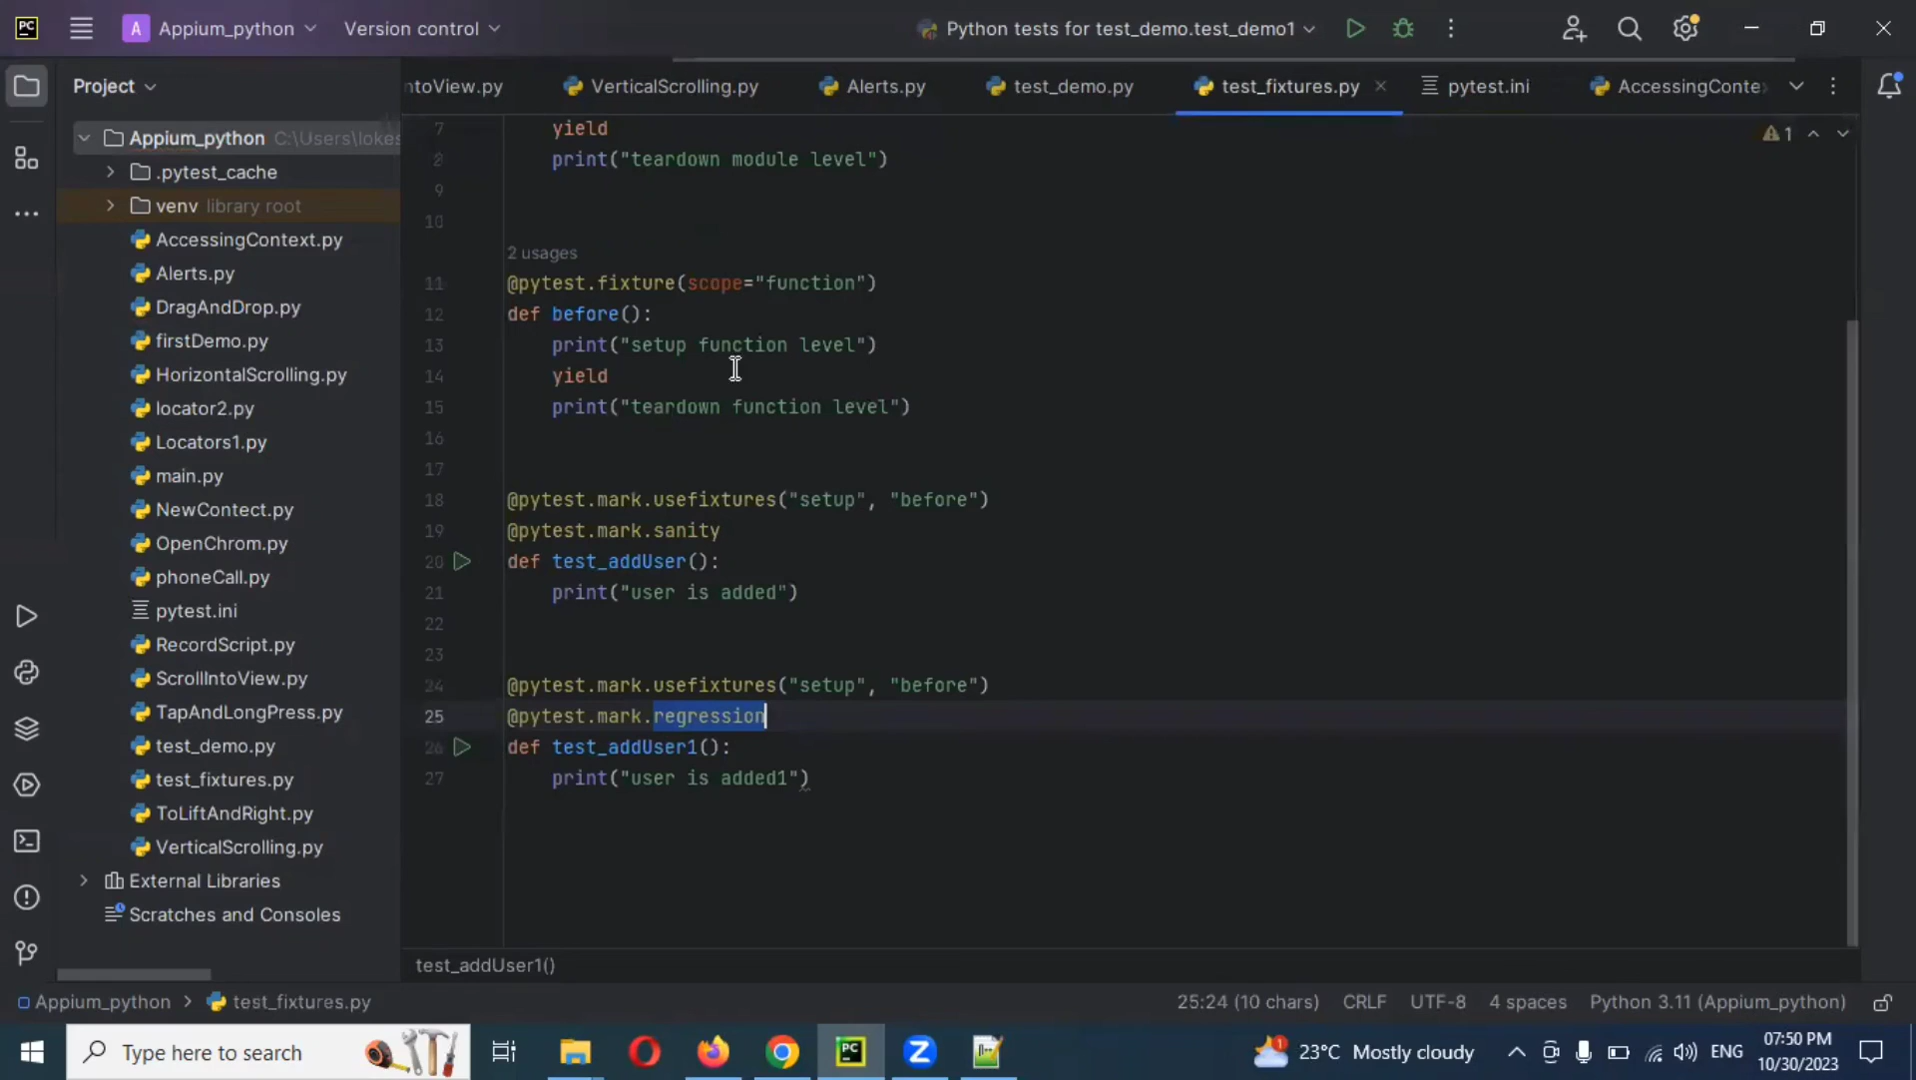 PC
A Appium_python
Version control
Python tests for test_demo.test_demo1
Project
ntoView.py
VerticalScrolling.py
Alerts.py
test_demo.py
test_fixtures.py
pytest.ini
AccessingConte
Appium_python C:\Users\lokes
.pytest_cache
venv library root
AccessingContext.py
Alerts.py
DragAndDrop.py
firstDemo.py
HorizontalScrolling.py
locator2.py
Locators1.py
main.py
NewContect.py
OpenChrom.py
phoneCall.py
pytest.ini
RecordScript.py
ScrollIntoView.py
TapAndLongPress.py
test_demo.py
test_fixtures.py
ToLiftAndRight.py
VerticalScrolling.py
External Libraries
Scratches and Consoles
1
7 yield
8 print("teardown module level")
9
10
2 usages
11 @pytest.fixture(scope="function")
12 def before():
13 print("setup function level")
14 yield
15 print("teardown function level")
16
17
18 @pytest.mark.usefixtures("setup", "before")
19 @pytest.mark.sanity
20 def test_addUser():
21 print("user is added")
22
23
24 @pytest.mark.usefixtures("setup", "before")
25 @pytest.mark.regression
26 def test_addUser1():
27 print("user is added1")
test_addUser1()
Appium_python > test_fixtures.py
25:24 (10 chars)
CRLF
UTF-8
4 spaces
Python 3.11 (Appium_python)
Type here to search
PC
1
23°C Mostly cloudy
ENG
07:50 PM
10/30/2023